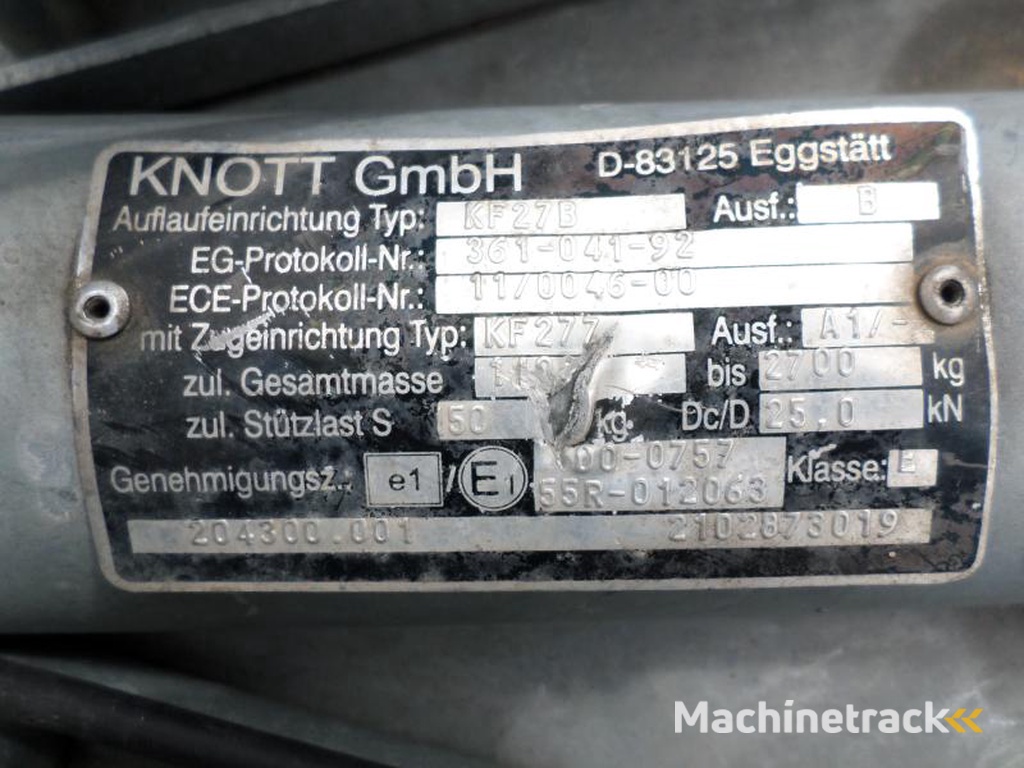 KNOTT GmbH D-83125 Eggstätt
Auflaufeinrichtung Typ: KF27B Ausf.: B
EG-Protokoll-Nr.: 361-041-92
ECE-Protokoll-Nr.: 11/0046-00
mit Zugeinrichtung Typ: KF277 Ausf.: A1/-
zul. Gesamtmasse bis 2700 kg
zul. Stützlast S 50 kg Dc/D 25.0 kN
Genehmigungsz.: e1 / E1 00-0757 Klasse: E
55R-012063
204300.001 2102873019
Machinetrack